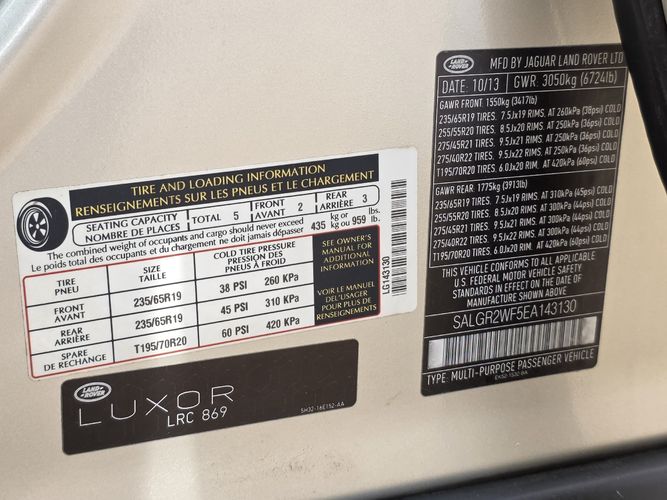 TIRE AND LOADING INFORMATION
RENSEIGNEMENTS SUR LES PNEUS ET LE CHARGEMENT
SEATING CAPACITY
NOMBRE DE PLACES
TOTAL 5
FRONT
AVANT 2
REAR
ARRIÈRE 3
The combined weight of occupants and cargo should never exceed
Le poids total des occupants et du chargement ne doit jamais dépasser
435 kg or 959 lbs.
kg ou lb.
TIRE
PNEU
SIZE
TAILLE
COLD TIRE PRESSURE
PRESSION DES
PNEUS À FROID
FRONT
AVANT
235/65R19
38 PSI 260 KPa
REAR
ARRIÈRE
235/65R19
45 PSI 310 KPa
SPARE
DE RECHANGE
T195/70R20
60 PSI 420 KPa
SEE OWNER'S
MANUAL FOR
ADDITIONAL
INFORMATION
VOIR LE MANUEL
DE L'USAGER
POUR PLUS DE
RENSEIGNEMENTS
LG143130
LAND ROVER
LUXOR
LRC 869
5H32-16E152-AA
LAND ROVER
MFD BY JAGUAR LAND ROVER LTD
DATE: 10/13 GWR: 3050kg (6724lb)
GAWR FRONT 1550kg (3417lb)
235/65R19 TIRES. 7.5Jx19 RIMS. AT 260kPa (38psi) COLD
255/55R20 TIRES. 8.5Jx20 RIMS. AT 250kPa (36psi) COLD
275/45R21 TIRES. 9.5Jx21 RIMS. AT 250kPa (36psi) COLD
275/40R22 TIRES. 9.5Jx22 RIMS. AT 250kPa (36psi) COLD
T195/70R20 TIRES. 6.0Jx20 RIM. AT 420kPa (60psi) COLD
GAWR REAR 1775kg (3913lb)
235/65R19 TIRES. 7.5Jx19 RIMS. AT 310kPa (45psi) COLD
255/55R20 TIRES. 8.5Jx20 RIMS. AT 300kPa (44psi) COLD
275/45R21 TIRES. 9.5Jx21 RIMS. AT 300kPa (44psi) COLD
275/40R22 TIRES. 9.5Jx22 RIMS. AT 300kPa (44psi) COLD
T195/70R20 TIRES. 6.0Jx20 RIM. AT 420kPa (60psi) COLD
THIS VEHICLE CONFORMS TO ALL
APPLICABLE U.S. FEDERAL MOTOR VEHICLE
SAFETY STANDARDS IN EFFECT ON THE DATE
OF MANUFACTURE SHOWN ABOVE.
SALGR2WF5EA143130
TYPE: MULTI-PURPOSE PASSENGER VEHICLE